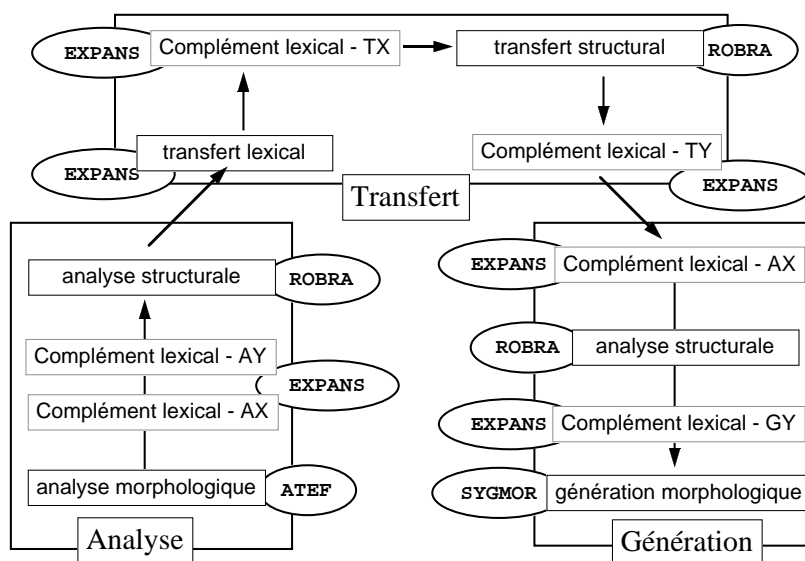 EXPANS
Complément lexical - TX
transfert structural
ROBRA
EXPANS
transfert lexical
Complément lexical - TY
EXPANS
Transfert
analyse structurale
ROBRA
Complément lexical - AY
EXPANS
Complément lexical - AX
analyse morphologique
ATEF
Analyse
EXPANS
Complément lexical - AX
ROBRA
analyse structurale
EXPANS
Complément lexical - GY
SYGMOR
génération morphologique
Génération